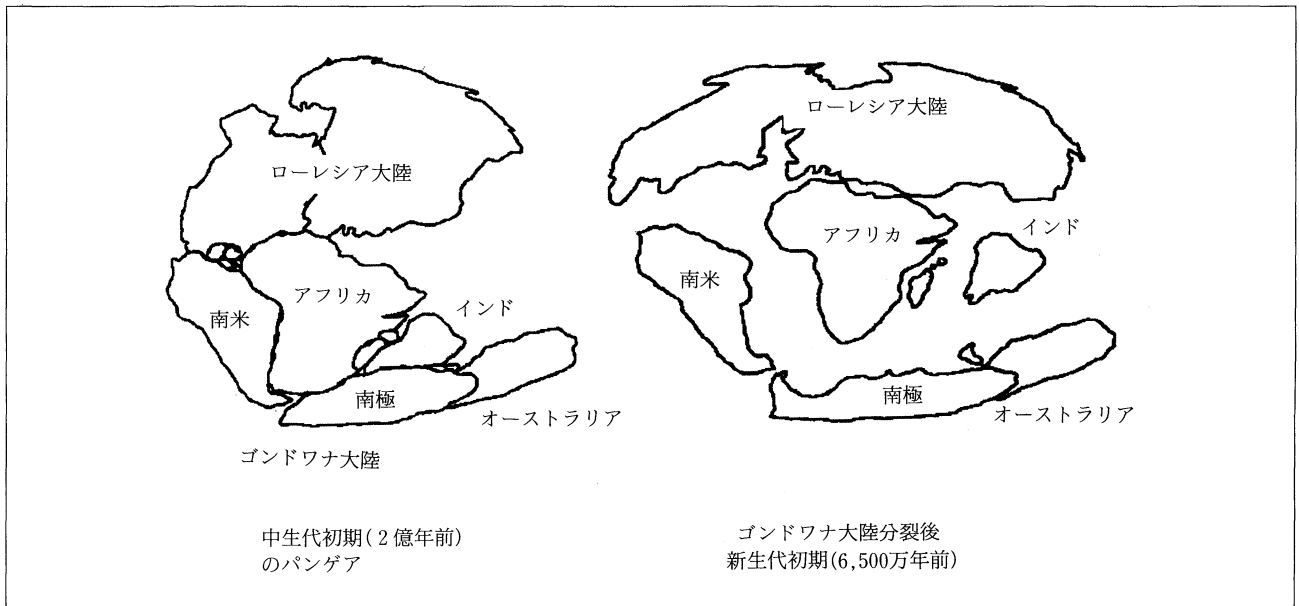 ローレシア大陸
アフリカ
インド
南米
南極
オーストラリア
ゴンドワナ大陸
中生代初期(2億年前)
のパンゲア
ローレシア大陸
インド
アフリカ
南米
南極
オーストラリア
ゴンドワナ大陸分裂後
新生代初期(6,500万年前)